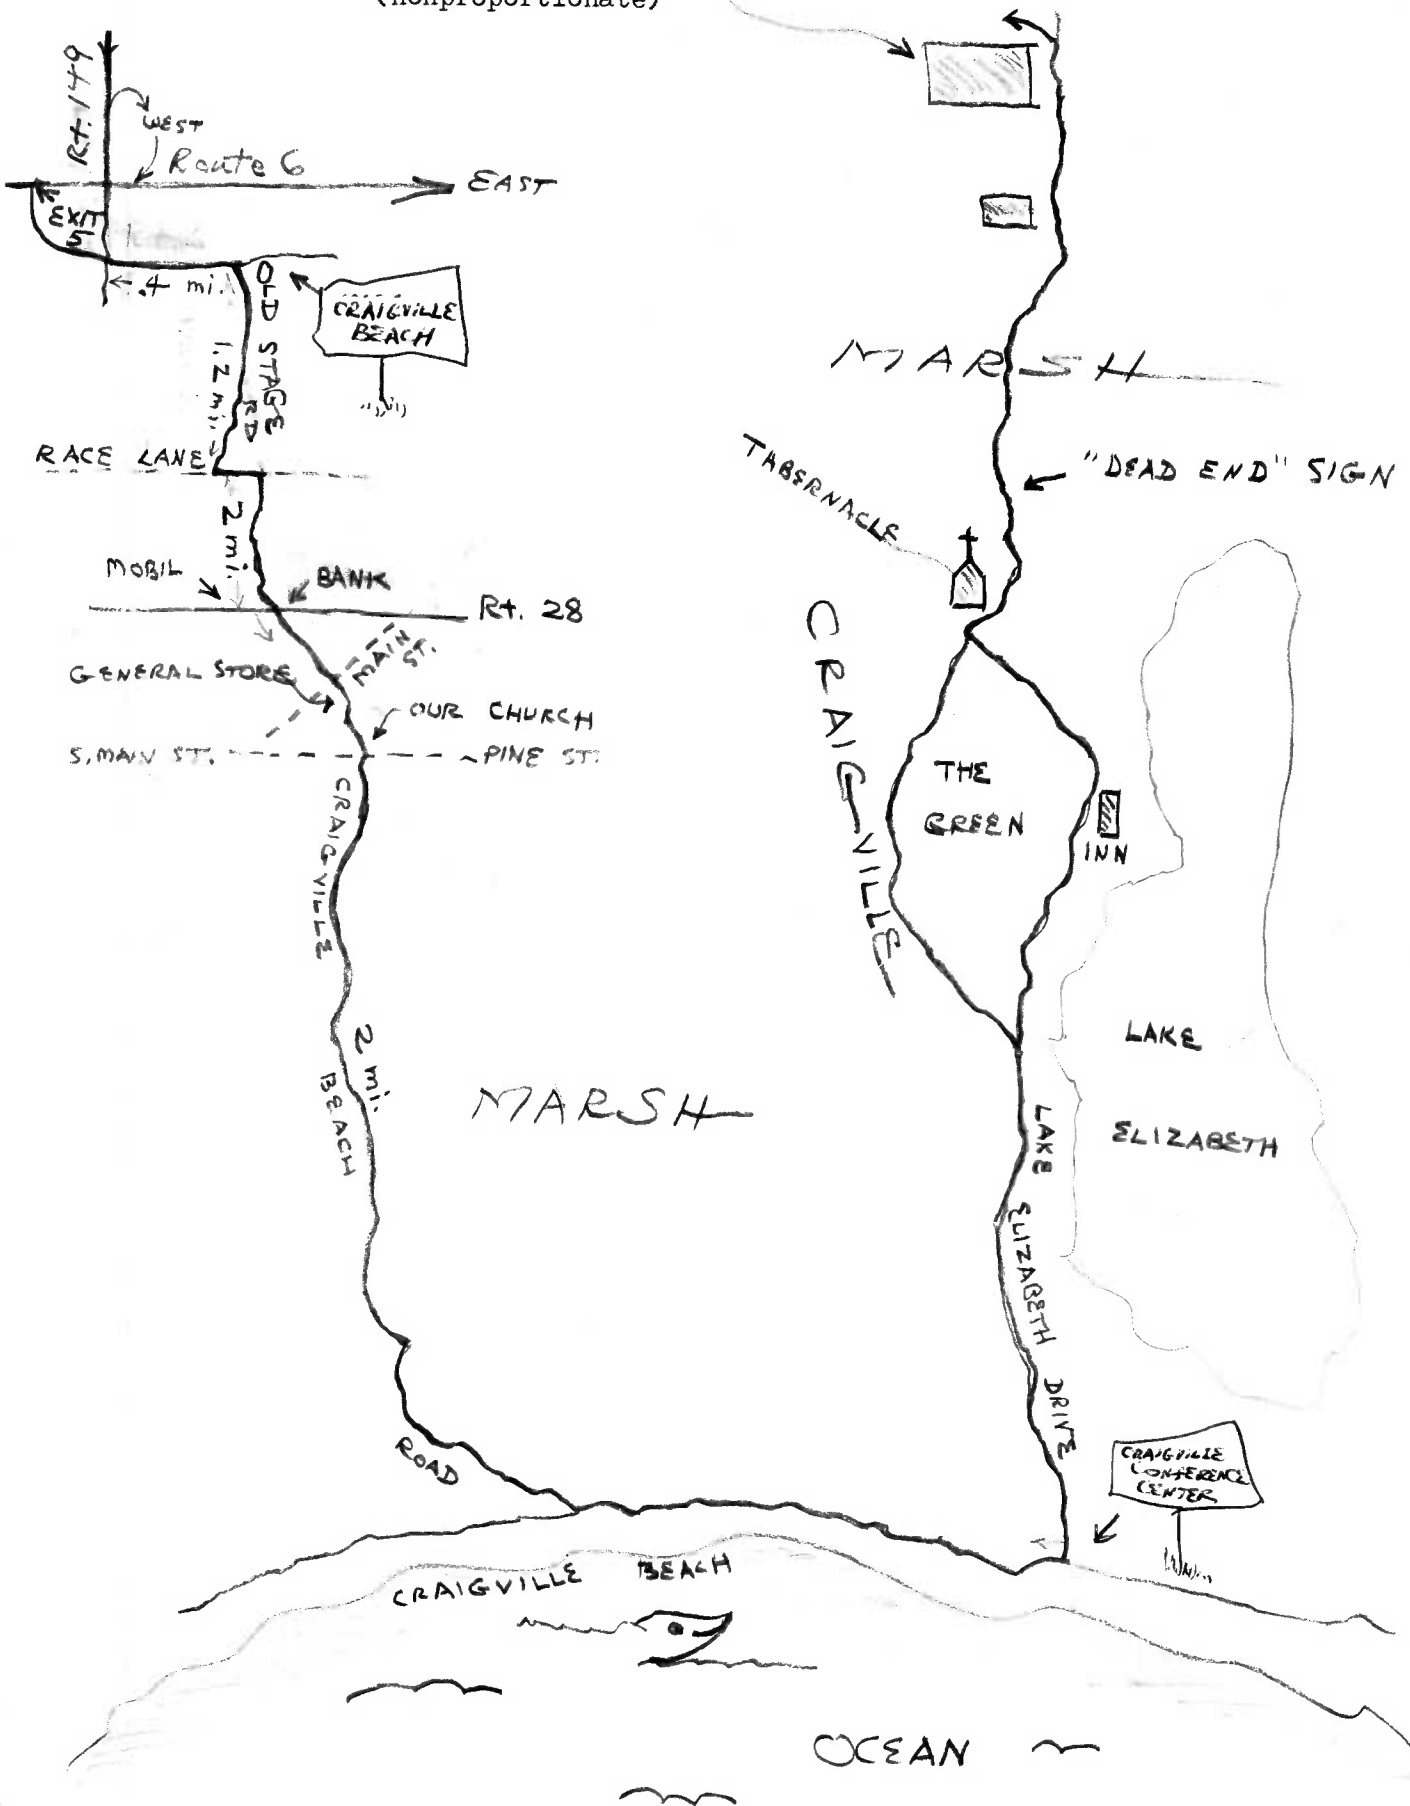 (nonproportionate)
Rt. 149
WEST
Route 6
EAST
EXIT
5
.4 mi.
OLD STAGE
RD
1.2 mi.
CRAIGVILLE
BEACH
MARSH
RACE LANE
"DEAD END" SIGN
TABERNACLE
2 mi.
MOBIL
BANK
Rt. 28
MAIN
ST.
GENERAL STORE
OUR CHURCH
S. MAIN ST.
PINE ST.
CRAIGVILLE
THE
GREEN
INN
CRAIGVILLE
BEACH
ROAD
2 mi.
MARSH
LAKE
ELIZABETH
LAKE ELIZABETH DRIVE
CRAIGVILLE
CONFERENCE
CENTER
CRAIGVILLE BEACH
OCEAN